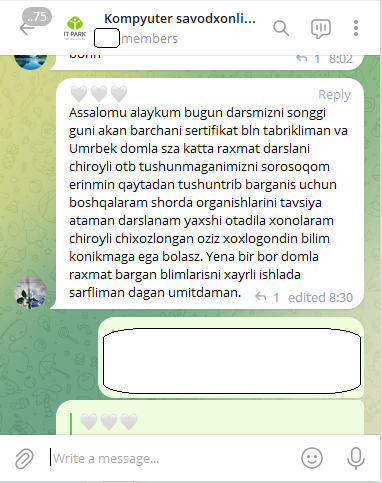 ..75
IT PARK
Kompyuter savodxonli...
members
1 8:02
Reply
Assalomu alaykum bugun darsmizni songgi
guni akan barchani sertifikat bln tabrikliman va
Umrbek domla sza katta raxmat darslani
chiroyli otb tushunmaganimizni sorosoqom
erinmin qaytadan tushuntrib barganis uchun
boshqalaram shorda organishlarini tavsiya
ataman darslanam yaxshi otadila xonolaram
chiroyli chixozlongan oziz xoxlogondin bilim
konikmaga ega bolasz. Yena bir bor domla
raxmat bargan blimlarisni xayrli ishlada
sarfliman dagan umitdaman.
1 edited 8:30
Write a message...